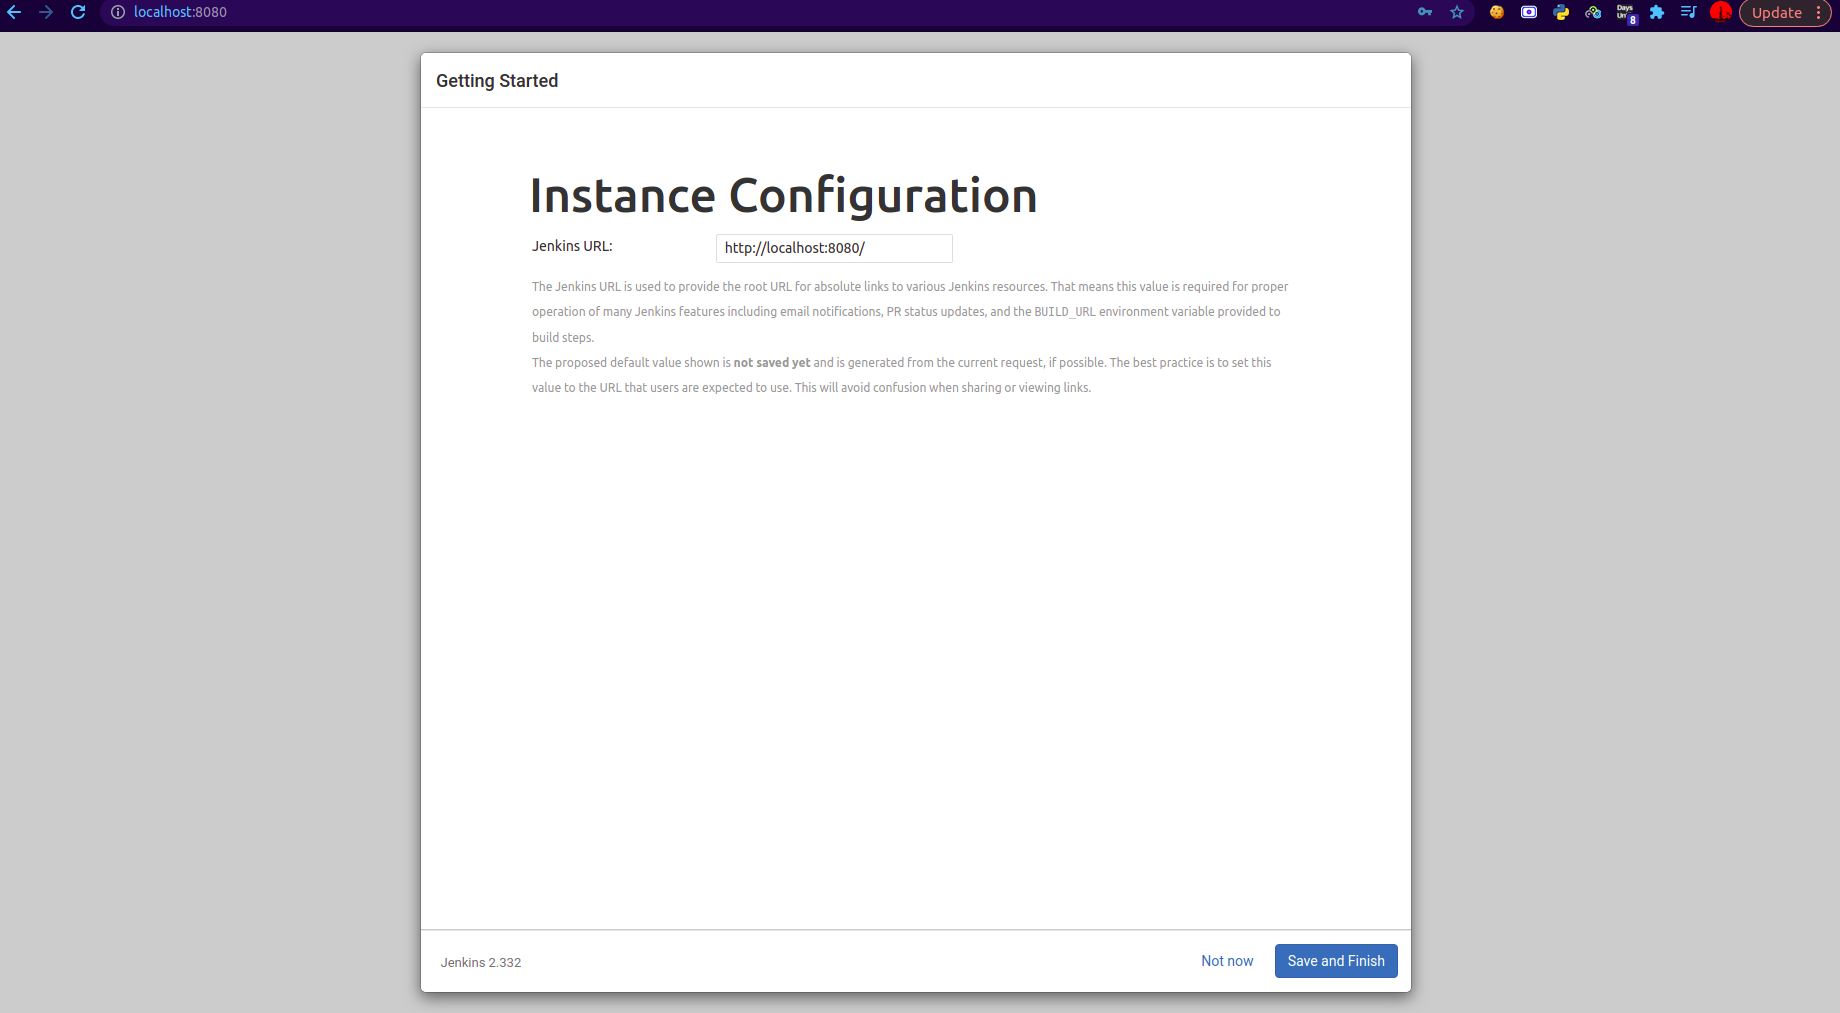 localhost:8080
Days
8
Update
Getting Started
Instance Configuration
Jenkins URL:
http://localhost:8080/
The Jenkins URL is used to provide the root URL for absolute links to various Jenkins resources. That means this value is required for proper
operation of many Jenkins features including email notifications, PR status updates, and the BUILD_URL environment variable provided to
build steps.
The proposed default value shown is not saved yet and is generated from the current request, if possible. The best practice is to set this
value to the URL that users are expected to use. This will avoid confusion when sharing or viewing links.
Jenkins 2.332
Not now
Save and Finish